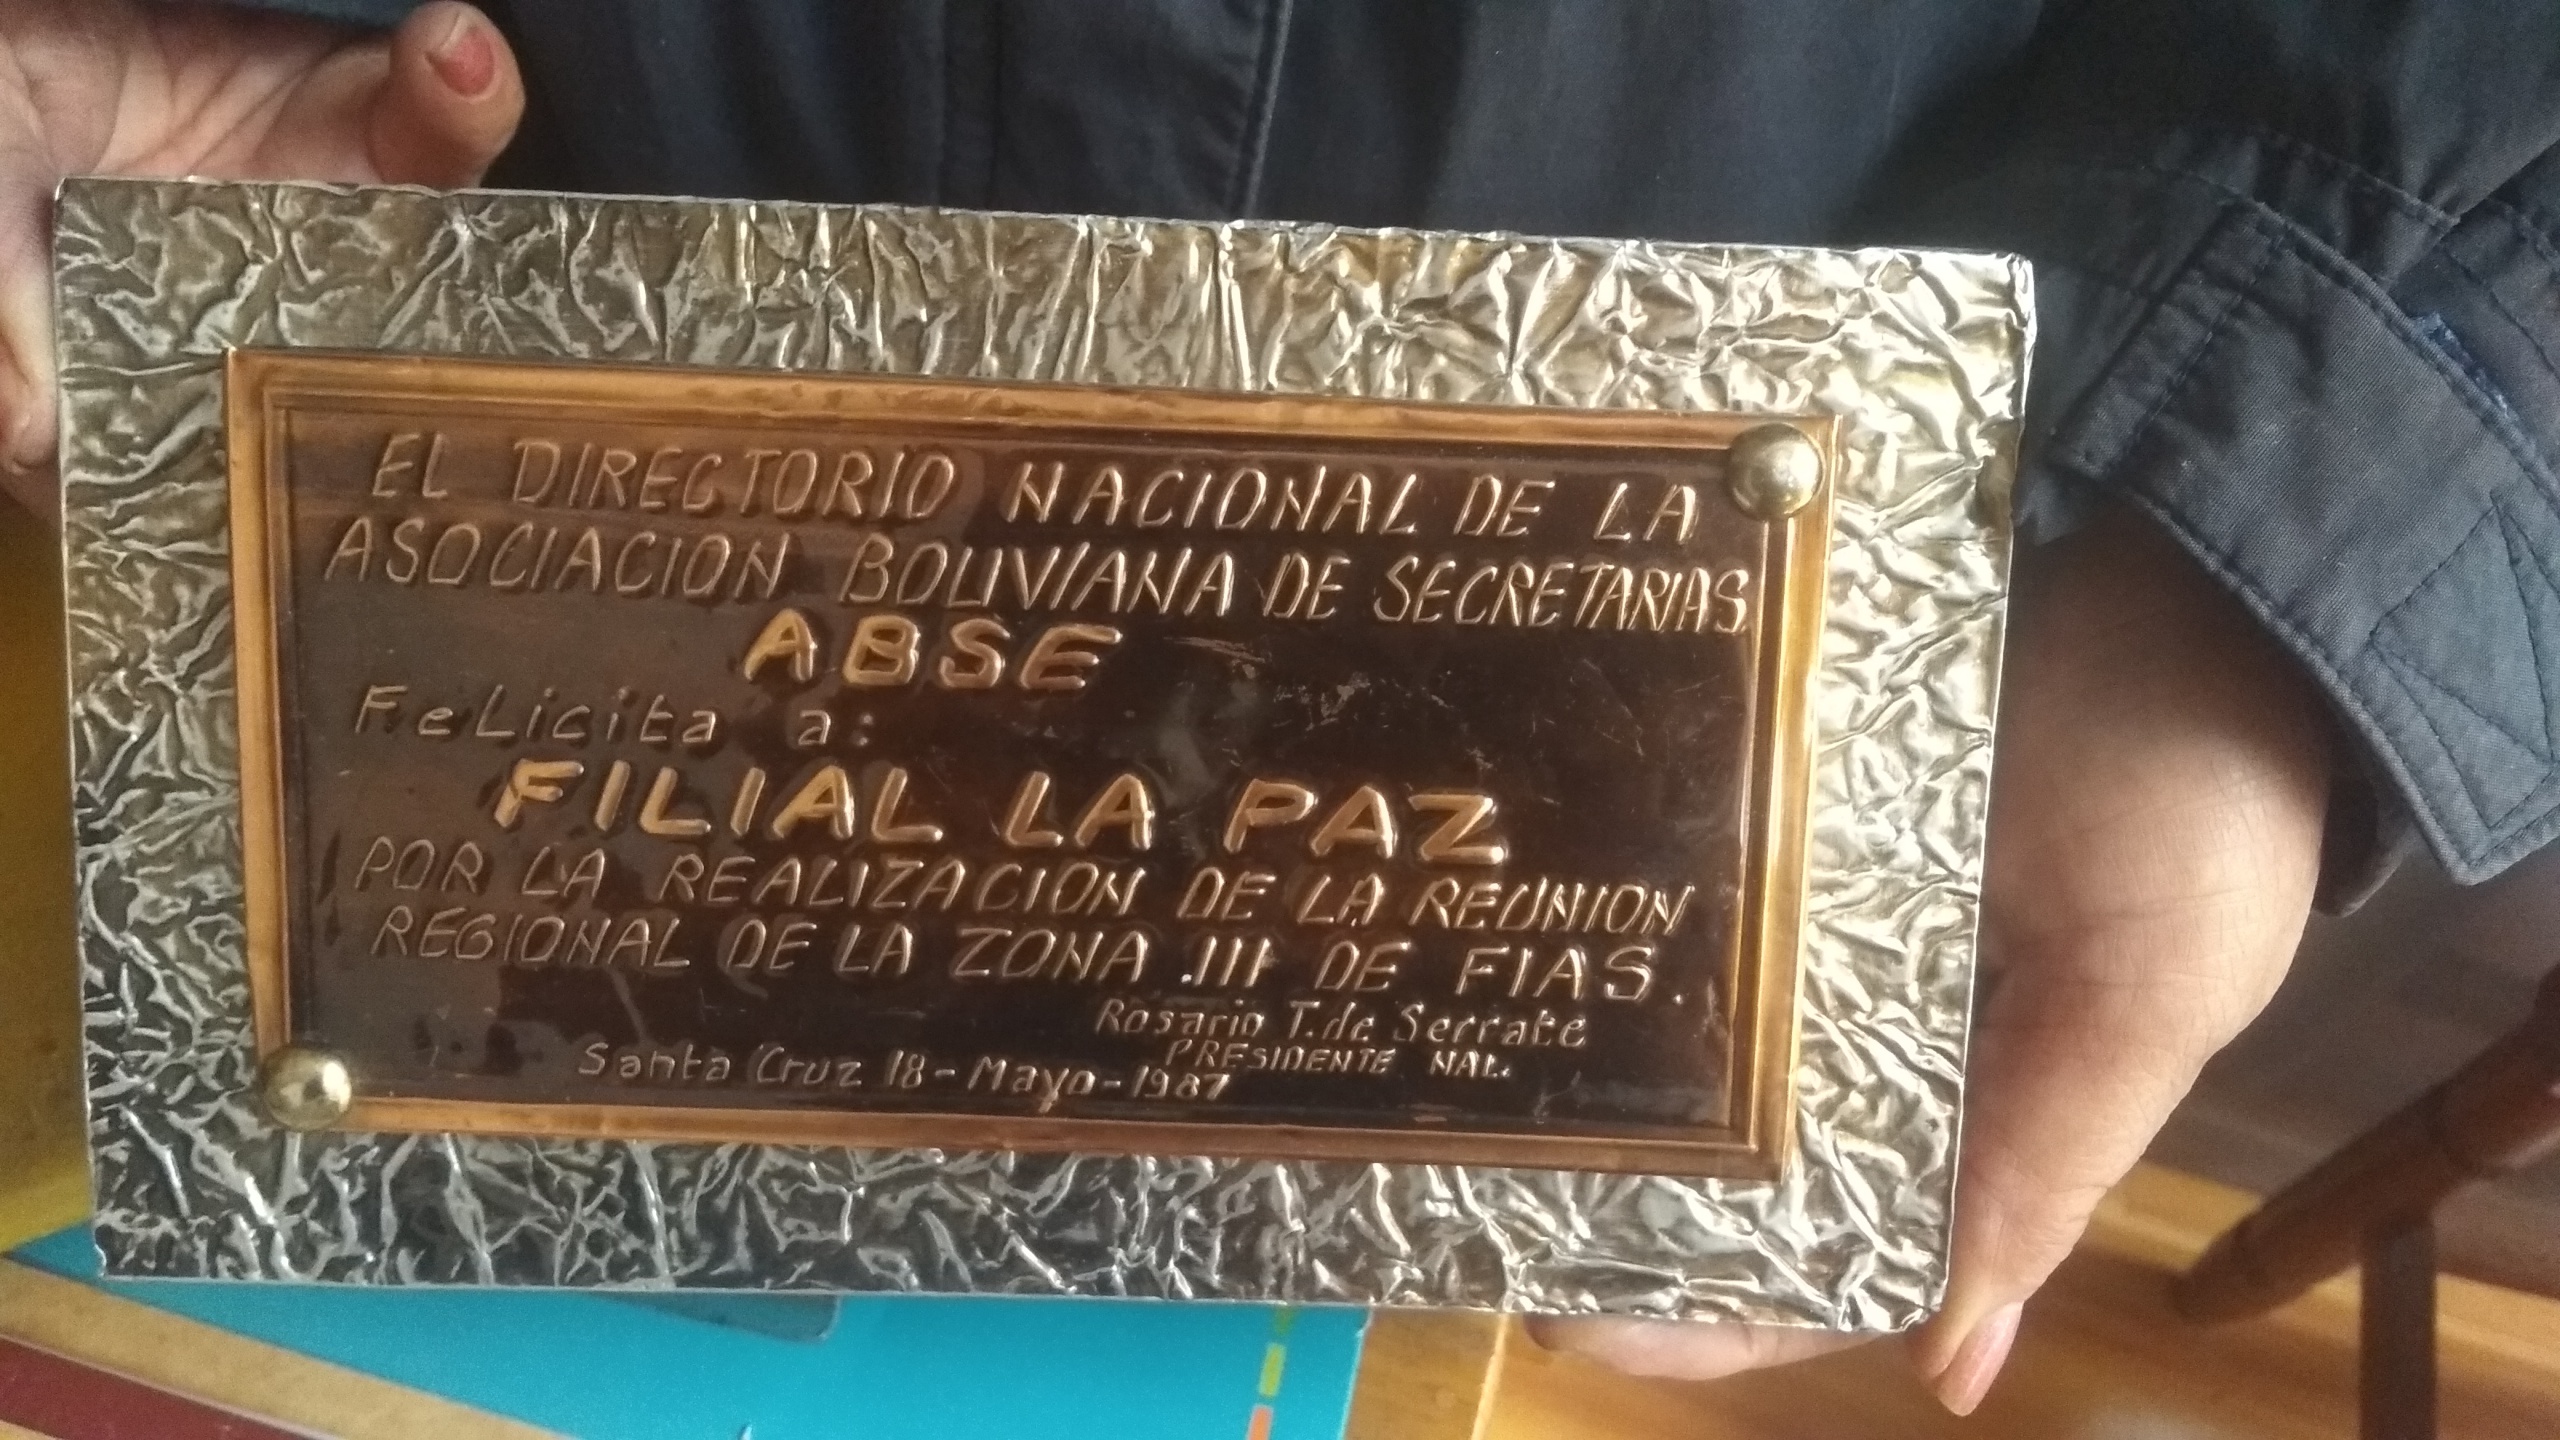 EL DIRECTORIO NACIONAL DE LA
ASOCIACION BOLIVIANA DE SECRETARIAS
ABSE
FeLicita a:
FILIAL LA PAZ
POR LA REALIZACION DE LA REUNION
REGIONAL DE LA ZONA III DE FIAS.
Rosario T. de Serrate
PRESIDENTE NAL.
Santa Cruz 18-Mayo-1987